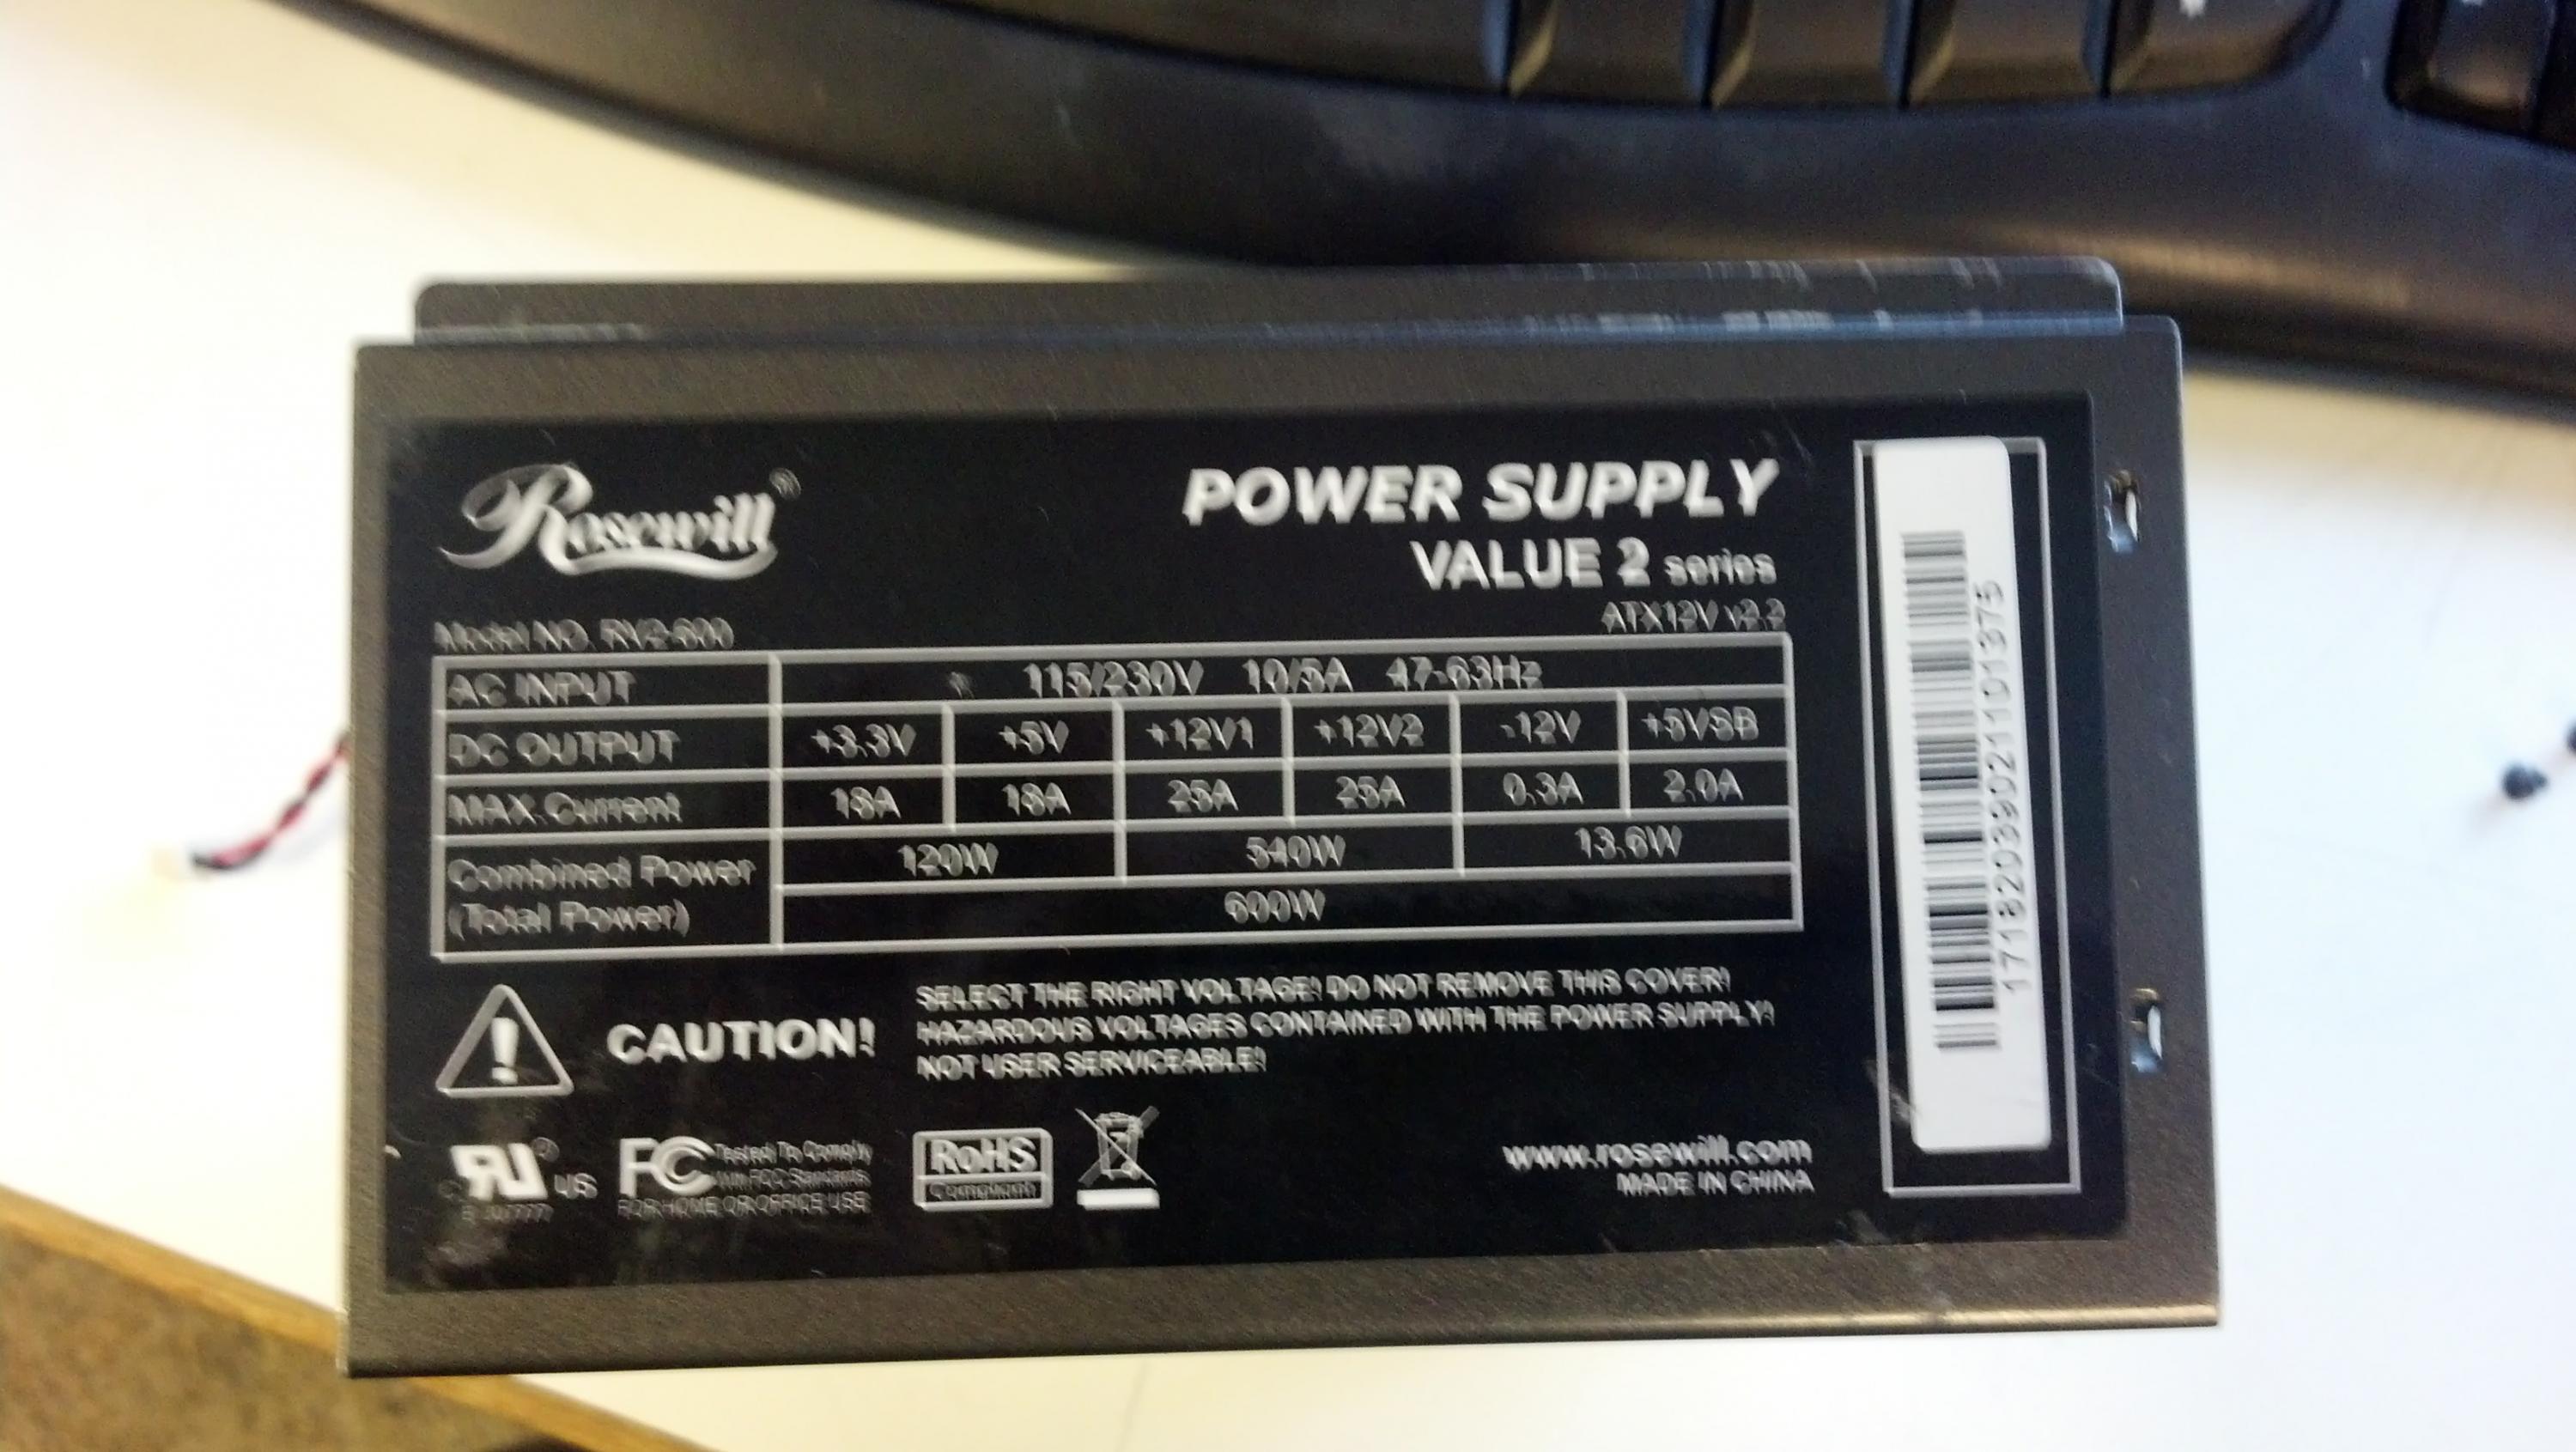 Rosewill®
POWER SUPPLY
VALUE 2 series
Model NO. RV2-600
ATX12V v2.2
AC INPUT 115/230V 10/5A 47-63Hz
DC OUTPUT +3.3V +5V +12V1 +12V2 -12V +5VSB
MAX.Current 18A 18A 25A 25A 0.3A 2.0A
Combined Power 120W 540W 13.6W
(Total Power) 600W
CAUTION!
SELECT THE RIGHT VOLTAGE! DO NOT REMOVE THIS COVER!
HAZARDOUS VOLTAGES CONTAINED WITH THE POWER SUPPLY!
NOT USER SERVICEABLE!
c RU® US
FC Tested To Comply
With FCC Standards
FOR HOME OR OFFICE USE
RoHS
Compliant
www.rosewill.com
MADE IN CHINA
17182039021101375